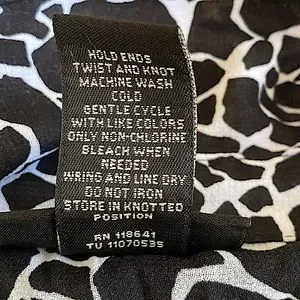 HOLD ENDS
TWIST AND KNOT
MACHINE WASH
COLD
GENTLE CYCLE
WITH LIKE COLORS
ONLY NON-CHLORINE
BLEACH WHEN
NEEDED
WRING AND LINE DRY
DO NOT IRON
STORE IN KNOTTED
POSITION
RN 118641
TU 11070535